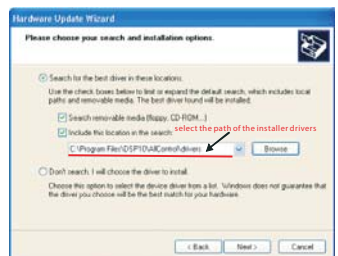 Hardware Update Wizard
Please choose your search and installation options.
Search for the best driver in these locations.
Use the check boxes below to limit or expand the default search, which includes local
paths and removable media. The best driver found will be installed.
Search removable media (floppy, CD-ROM...)
Include this location in the search:
select the path of the installer drivers
C:\Program Files\DSP10\AIControl\drivers
Browse
Don't search. I will choose the driver to install.
Choose this option to select the device driver from a list. Windows does not guarantee that
the driver you choose will be the best match for your hardware.
< Back
Next >
Cancel